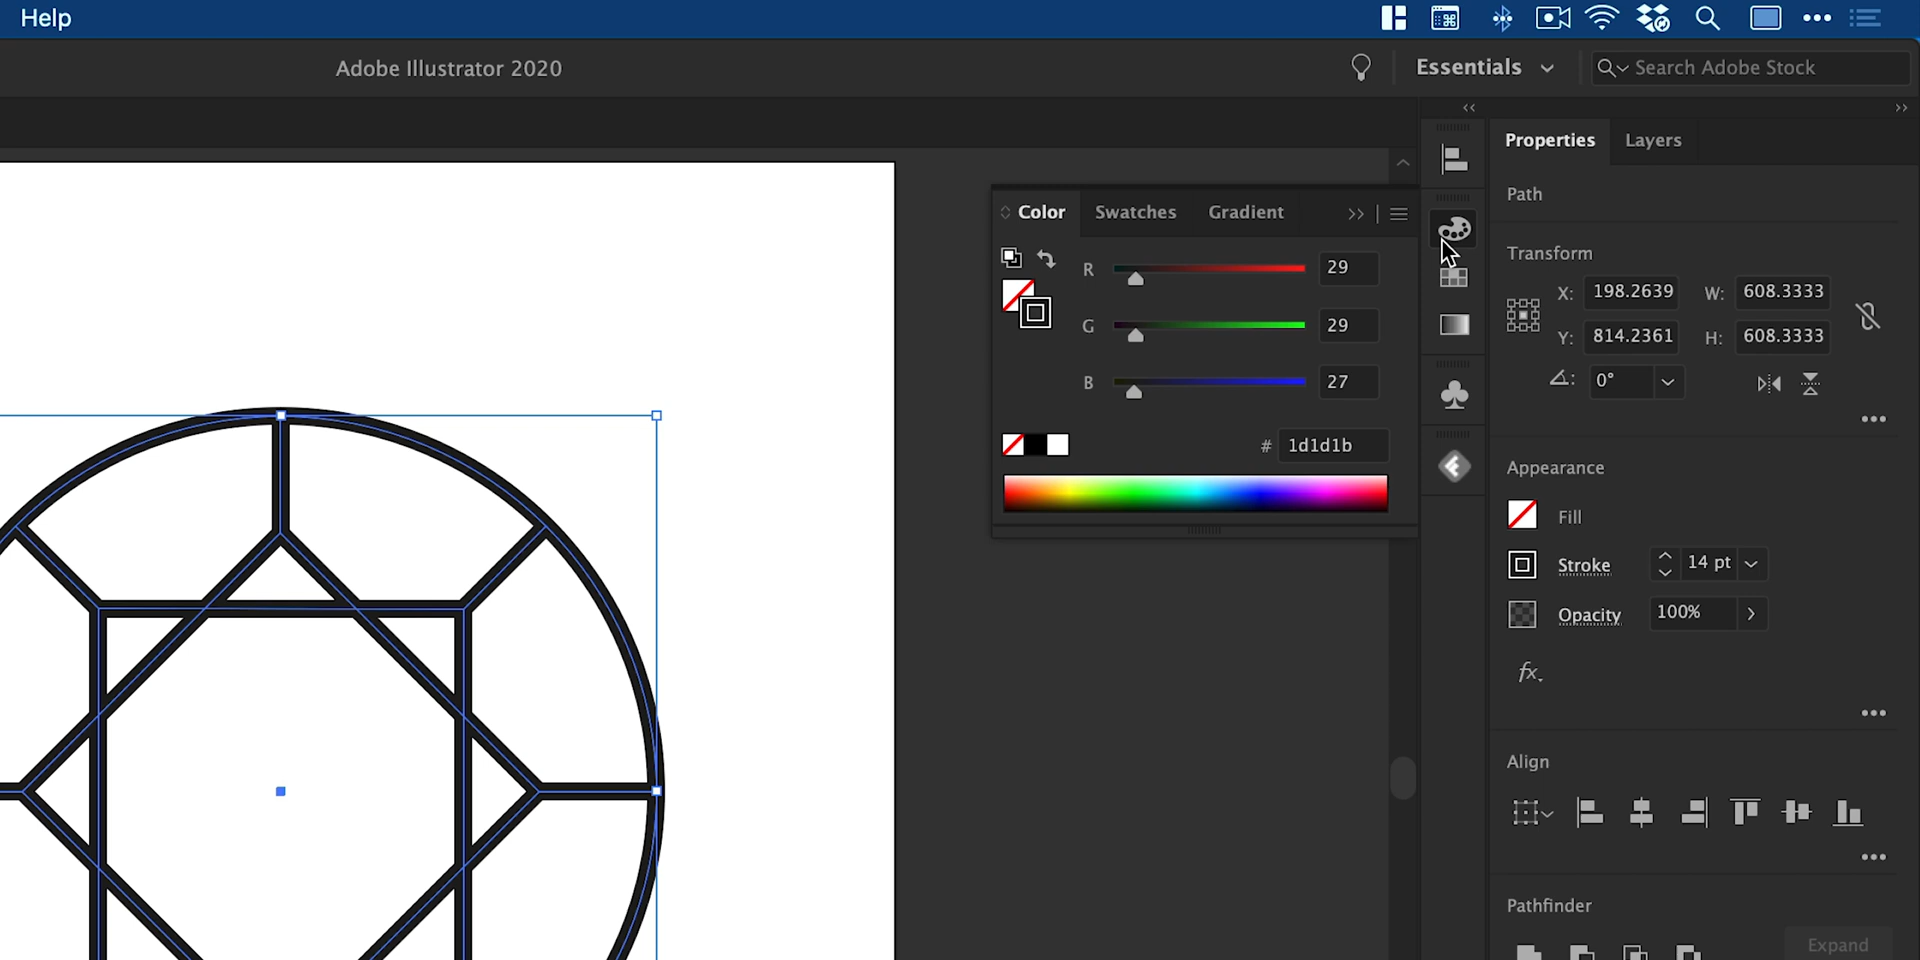 Help
Adobe Illustrator 2020
Essentials
Search Adobe Stock
Properties Layers
Path
Color Swatches Gradient
Transform
R 29
X: 198.2639 W: 608.3333
G 29
Y: 814.2361 H: 608.3333
B 27
0°
# 1d1d1b
Appearance
Fill
Stroke 14 pt
Opacity 100%
fx.
Align
Pathfinder
Expand